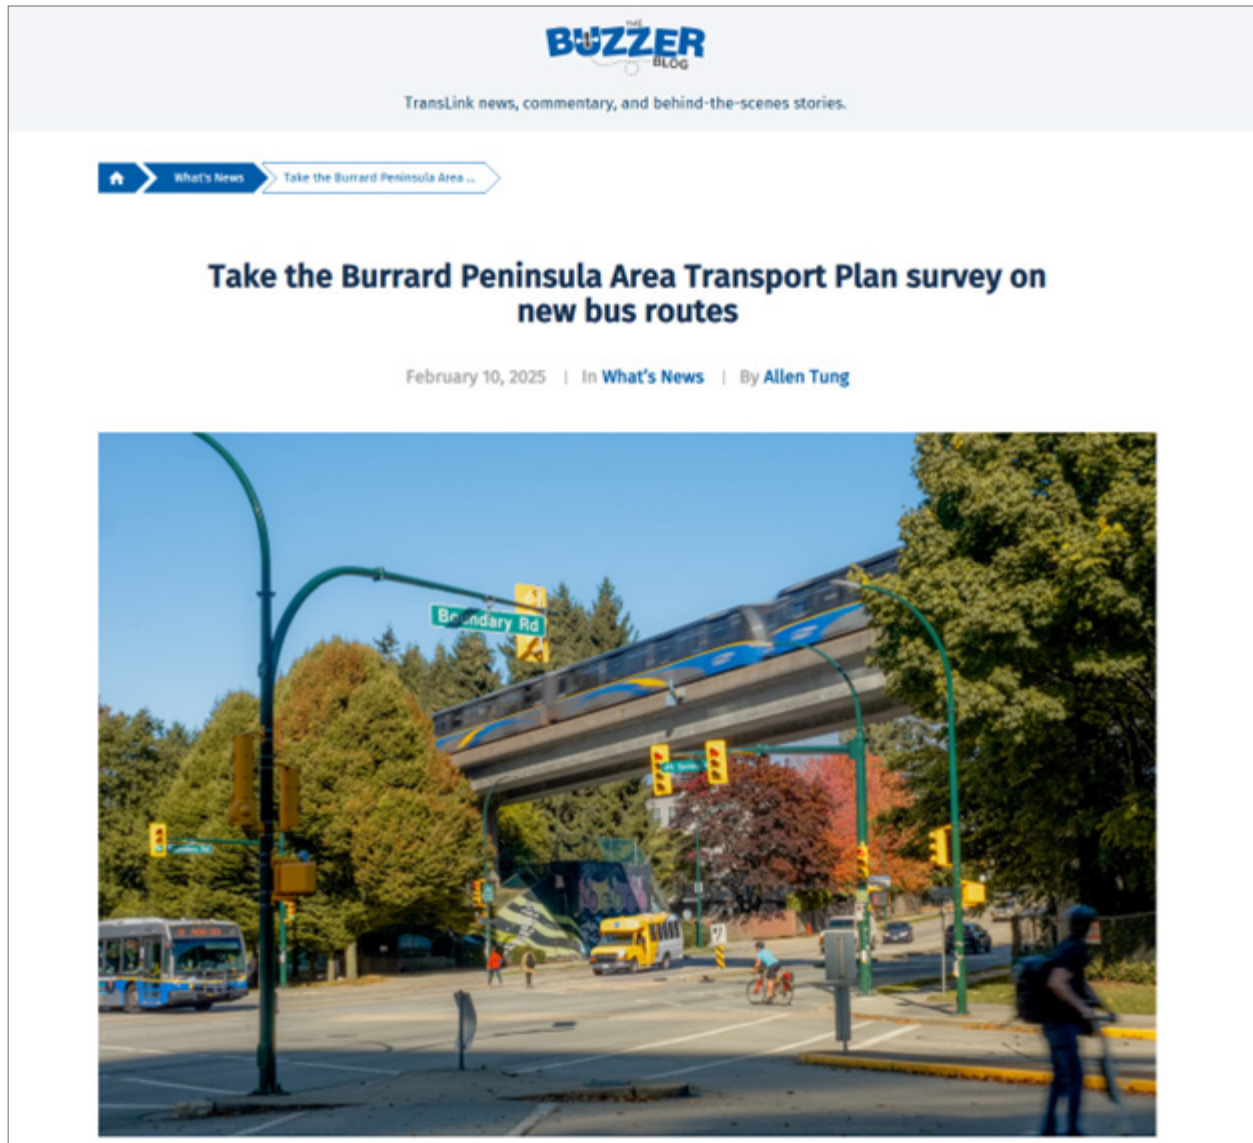 THE
BUZZER
BLOG
TransLink news, commentary, and behind-the-scenes stories.
What's News
Take the Burrard Peninsula Area ...
Take the Burrard Peninsula Area Transport Plan survey on
new bus routes
February 10, 2025 | In What's News | By Allen Tung
Boundary Rd